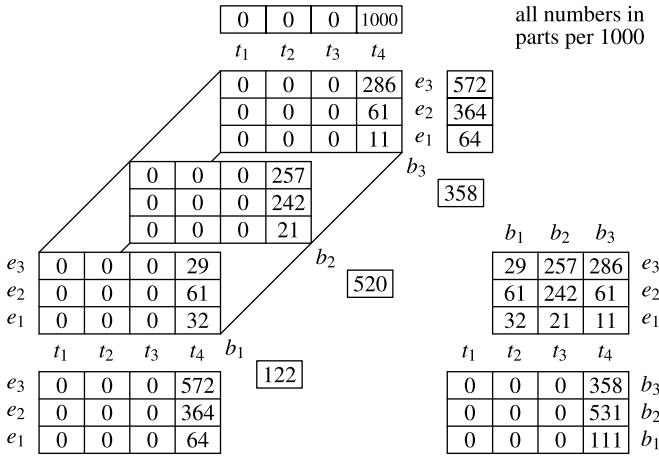 0 0 0 1000
all numbers in
parts per 1000
t1 t2 t3 t4
0 0 0 286 e3 572
0 0 0 61 e2 364
0 0 0 11 e1 64
b3
358
0 0 0 257
0 0 0 242
0 0 0 21
b2
520
e3 0 0 0 29
e2 0 0 0 61
e1 0 0 0 32
t1 t2 t3 t4 b1
122
b1 b2 b3
29 257 286 e3
61 242 61 e2
32 21 11 e1
e3 0 0 0 572
e2 0 0 0 364
e1 0 0 0 64
t1 t2 t3 t4
0 0 0 358 b3
0 0 0 531 b2
0 0 0 111 b1